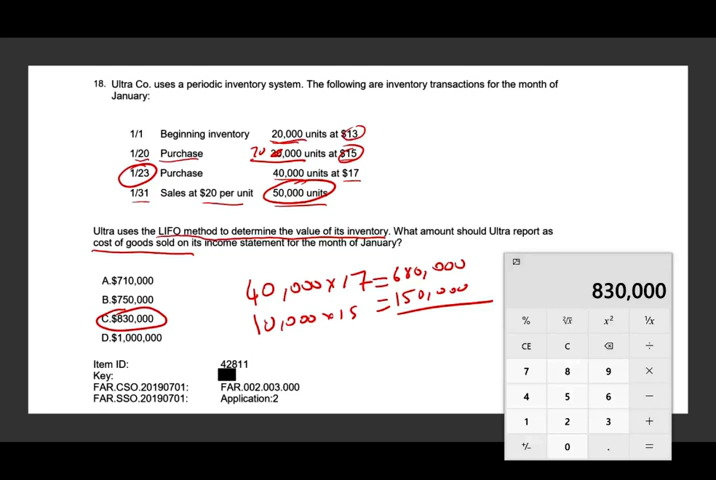 18. Ultra Co. uses a periodic inventory system. The following are inventory transactions for the month of
January:
1/1 Beginning inventory 20,000 units at $13
1/20 Purchase 20,000 units at $15
1/23 Purchase 40,000 units at $17
1/31 Sales at $20 per unit 50,000 units
Ultra uses the LIFO method to determine the value of its inventory. What amount should Ultra report as
cost of goods sold on its income statement for the month of January?
A.$710,000
B.$750,000
C.$830,000
D.$1,000,000
40,000 x 17 = 680,000
10,000 x 15 = 150,000
Item ID: 42811
Key:
FAR.CSO.20190701: FAR.002.003.000
FAR.SSO.20190701: Application:2
830,000
% ∛x x² ⅟x
CE C ⌫ ÷
7 8 9 ×
4 5 6 −
1 2 3 +
+/- 0 . =